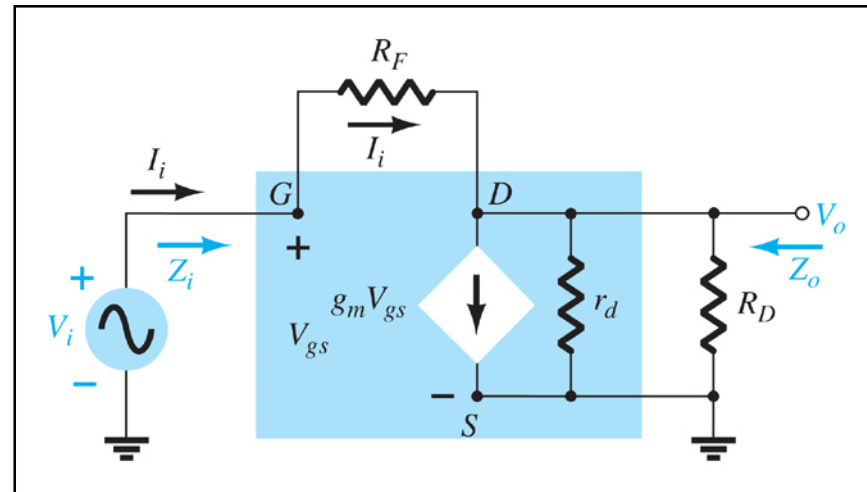 R_F
I_i
I_i
G
D
V_o
+
Z_i
Z_o
+
V_i
g_mV_gs
r_d
R_D
V_gs
−
−
S